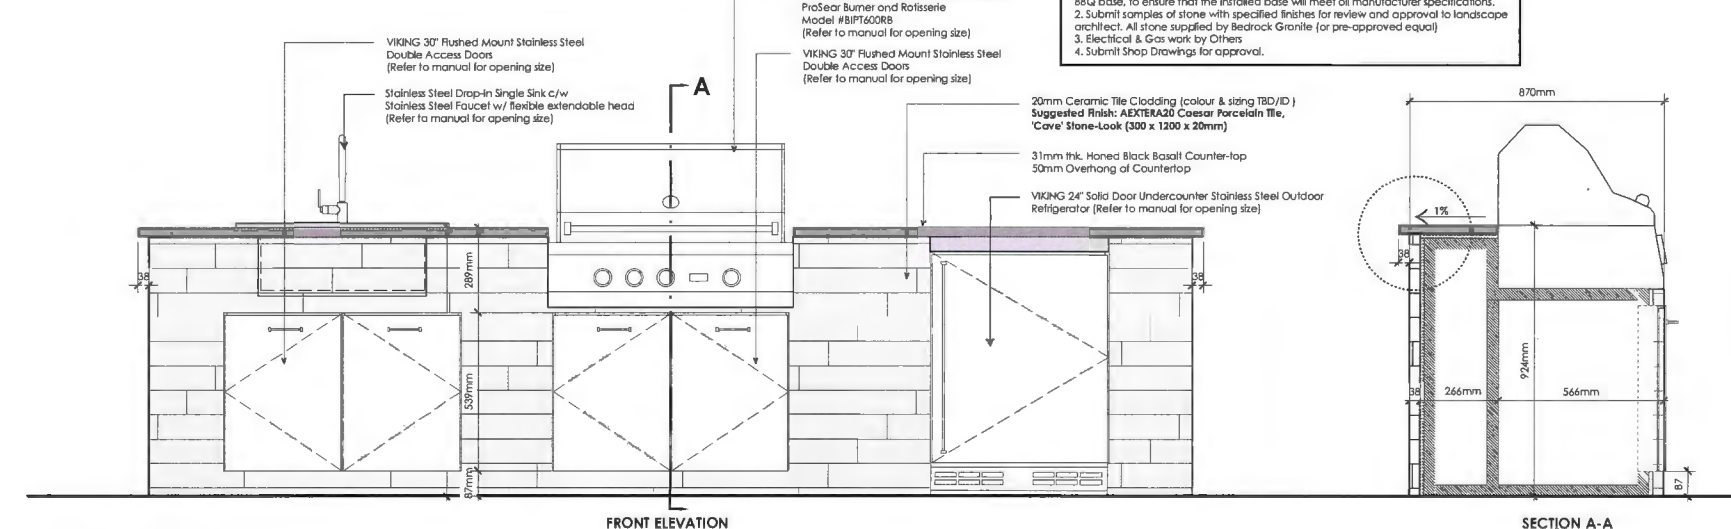 ProSear Burner and Rotisserie
Model #BIPT600RB
(Refer to manual for opening size)
VIKING 30" Flushed Mount Stainless Steel
Double Access Doors
(Refer to manual for opening size)
VIKING 30" Flushed Mount Stainless Steel
Double Access Doors
(Refer to manual for opening size)
Stainless Steel Drop-in Single Sink c/w
Stainless Steel Faucet w/ flexible extendable head
(Refer to manual for opening size)
BBQ base, to ensure that the installed base will meet all manufacturer specifications.
2. Submit samples of stone with specified finishes for review and approval to landscape
architect. All stone supplied by Bedrock Granite (or pre-approved equal)
3. Electrical & Gas work by Others
4. Submit Shop Drawings for approval.
A
20mm Ceramic Tile Cladding (colour & sizing TBD/ID )
Suggested Finish: AEXTERA20 Caesar Porcelain Tile,
'Cave' Stone-Look (300 x 1200 x 20mm)
31mm thk. Honed Black Basalt Counter-top
50mm Overhang of Countertop
VIKING 24" Solid Door Undercounter Stainless Steel Outdoor
Refrigerator (Refer to manual for opening size)
870mm
1%
38
289mm
38
38
539mm
924mm
38
266mm
566mm
87mm
87
FRONT ELEVATION
SECTION A-A